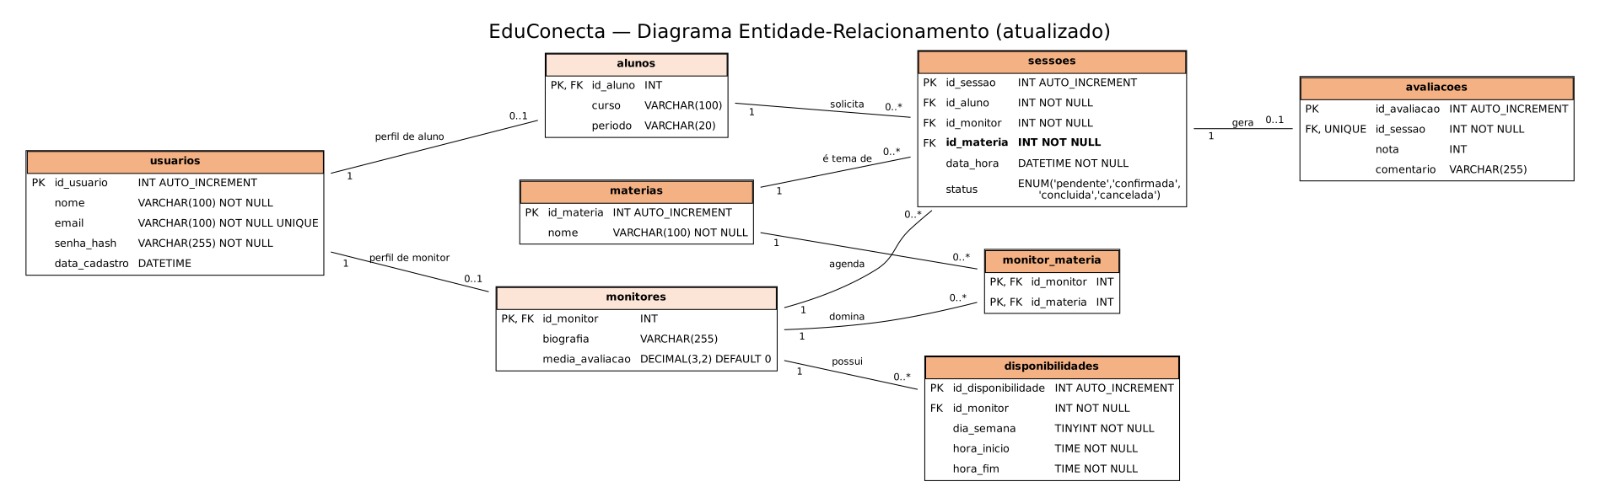 EduConecta — Diagrama Entidade-Relacionamento (atualizado)
usuarios
PK id_usuario INT AUTO_INCREMENT
nome VARCHAR(100) NOT NULL
email VARCHAR(100) NOT NULL UNIQUE
senha_hash VARCHAR(255) NOT NULL
data_cadastro DATETIME
1
perfil de aluno
0..1
1
perfil de monitor
0..1
alunos
PK, FK id_aluno INT
curso VARCHAR(100)
periodo VARCHAR(20)
1
solicita
0..*
materias
PK id_materia INT AUTO_INCREMENT
nome VARCHAR(100) NOT NULL
1
é tema de
0..*
1
0..*
monitores
PK, FK id_monitor INT
biografia VARCHAR(255)
media_avaliacao DECIMAL(3,2) DEFAULT 0
1
agenda
0..*
1
domina
0..*
1
possui
0..*
sessoes
PK id_sessao INT AUTO_INCREMENT
FK id_aluno INT NOT NULL
FK id_monitor INT NOT NULL
FK id_materia INT NOT NULL
data_hora DATETIME NOT NULL
status ENUM('pendente','confirmada',
'concluida','cancelada')
1
gera
0..1
monitor_materia
PK, FK id_monitor INT
PK, FK id_materia INT
disponibilidades
PK id_disponibilidade INT AUTO_INCREMENT
FK id_monitor INT NOT NULL
dia_semana TINYINT NOT NULL
hora_inicio TIME NOT NULL
hora_fim TIME NOT NULL
avaliacoes
PK id_avaliacao INT AUTO_INCREMENT
FK, UNIQUE id_sessao INT NOT NULL
nota INT
comentario VARCHAR(255)